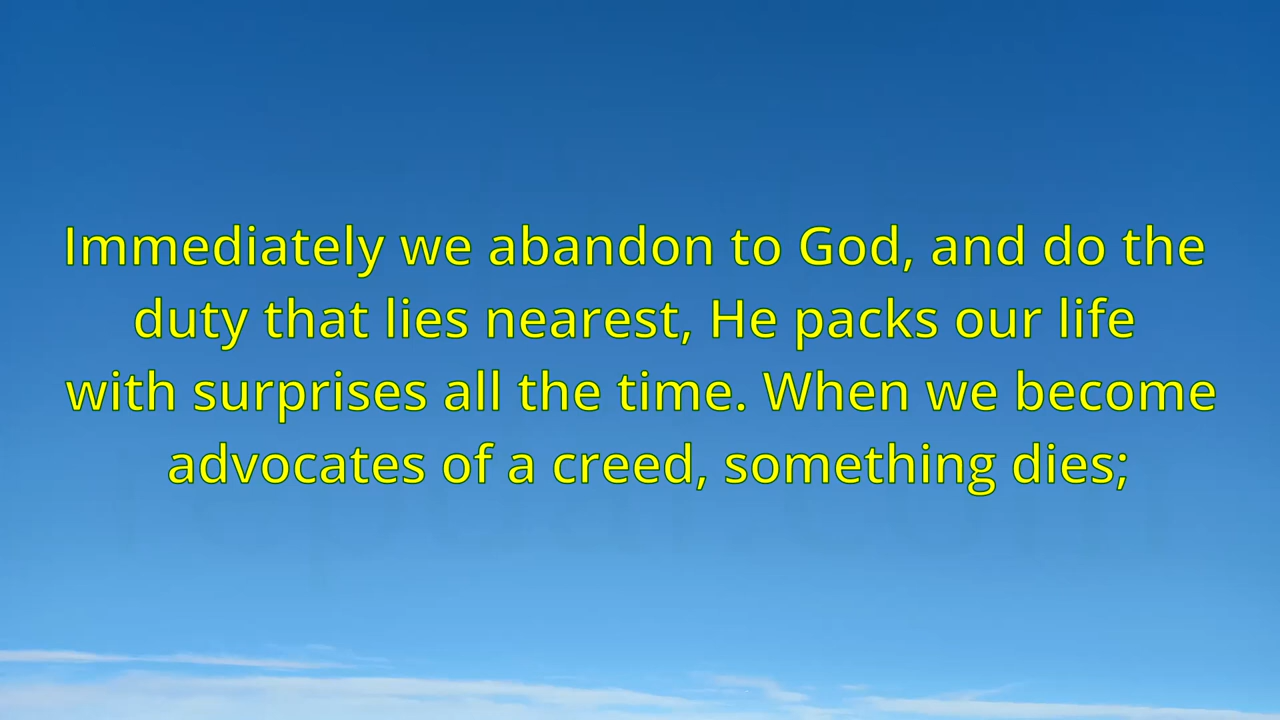 Immediately we abandon to God, and do the
duty that lies nearest, He packs our life
with surprises all the time. When we become
advocates of a creed, something dies;